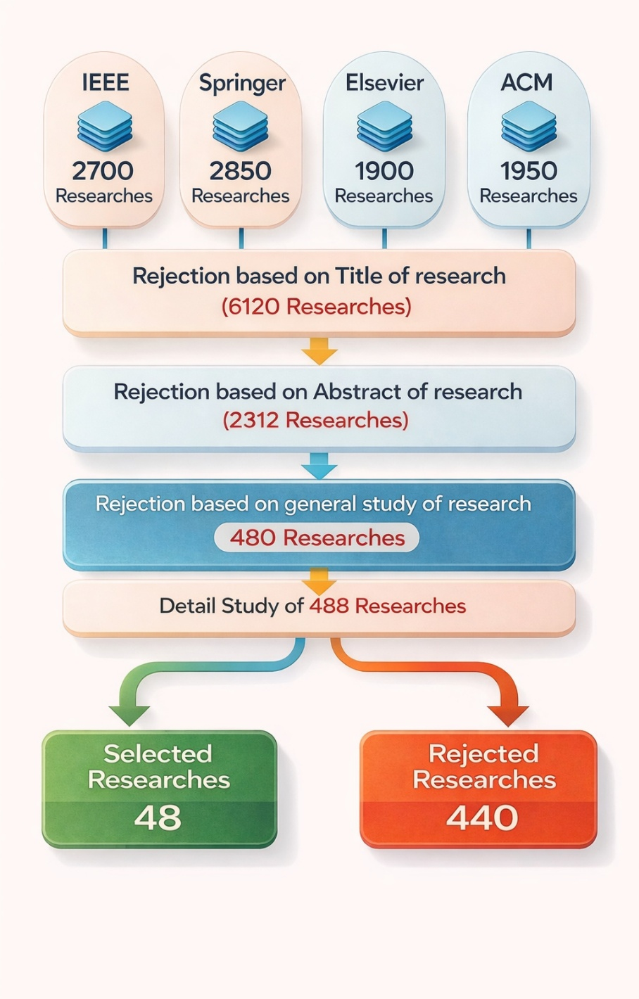 IEEE
2700
Researches
Springer
2850
Researches
Elsevier
1900
Researches
ACM
1950
Researches
Rejection based on Title of research
(6120 Researches)
Rejection based on Abstract of research
(2312 Researches)
Rejection based on general study of research
480 Researches
Detail Study of 488 Researches
Selected
Researches
48
Rejected
Researches
440